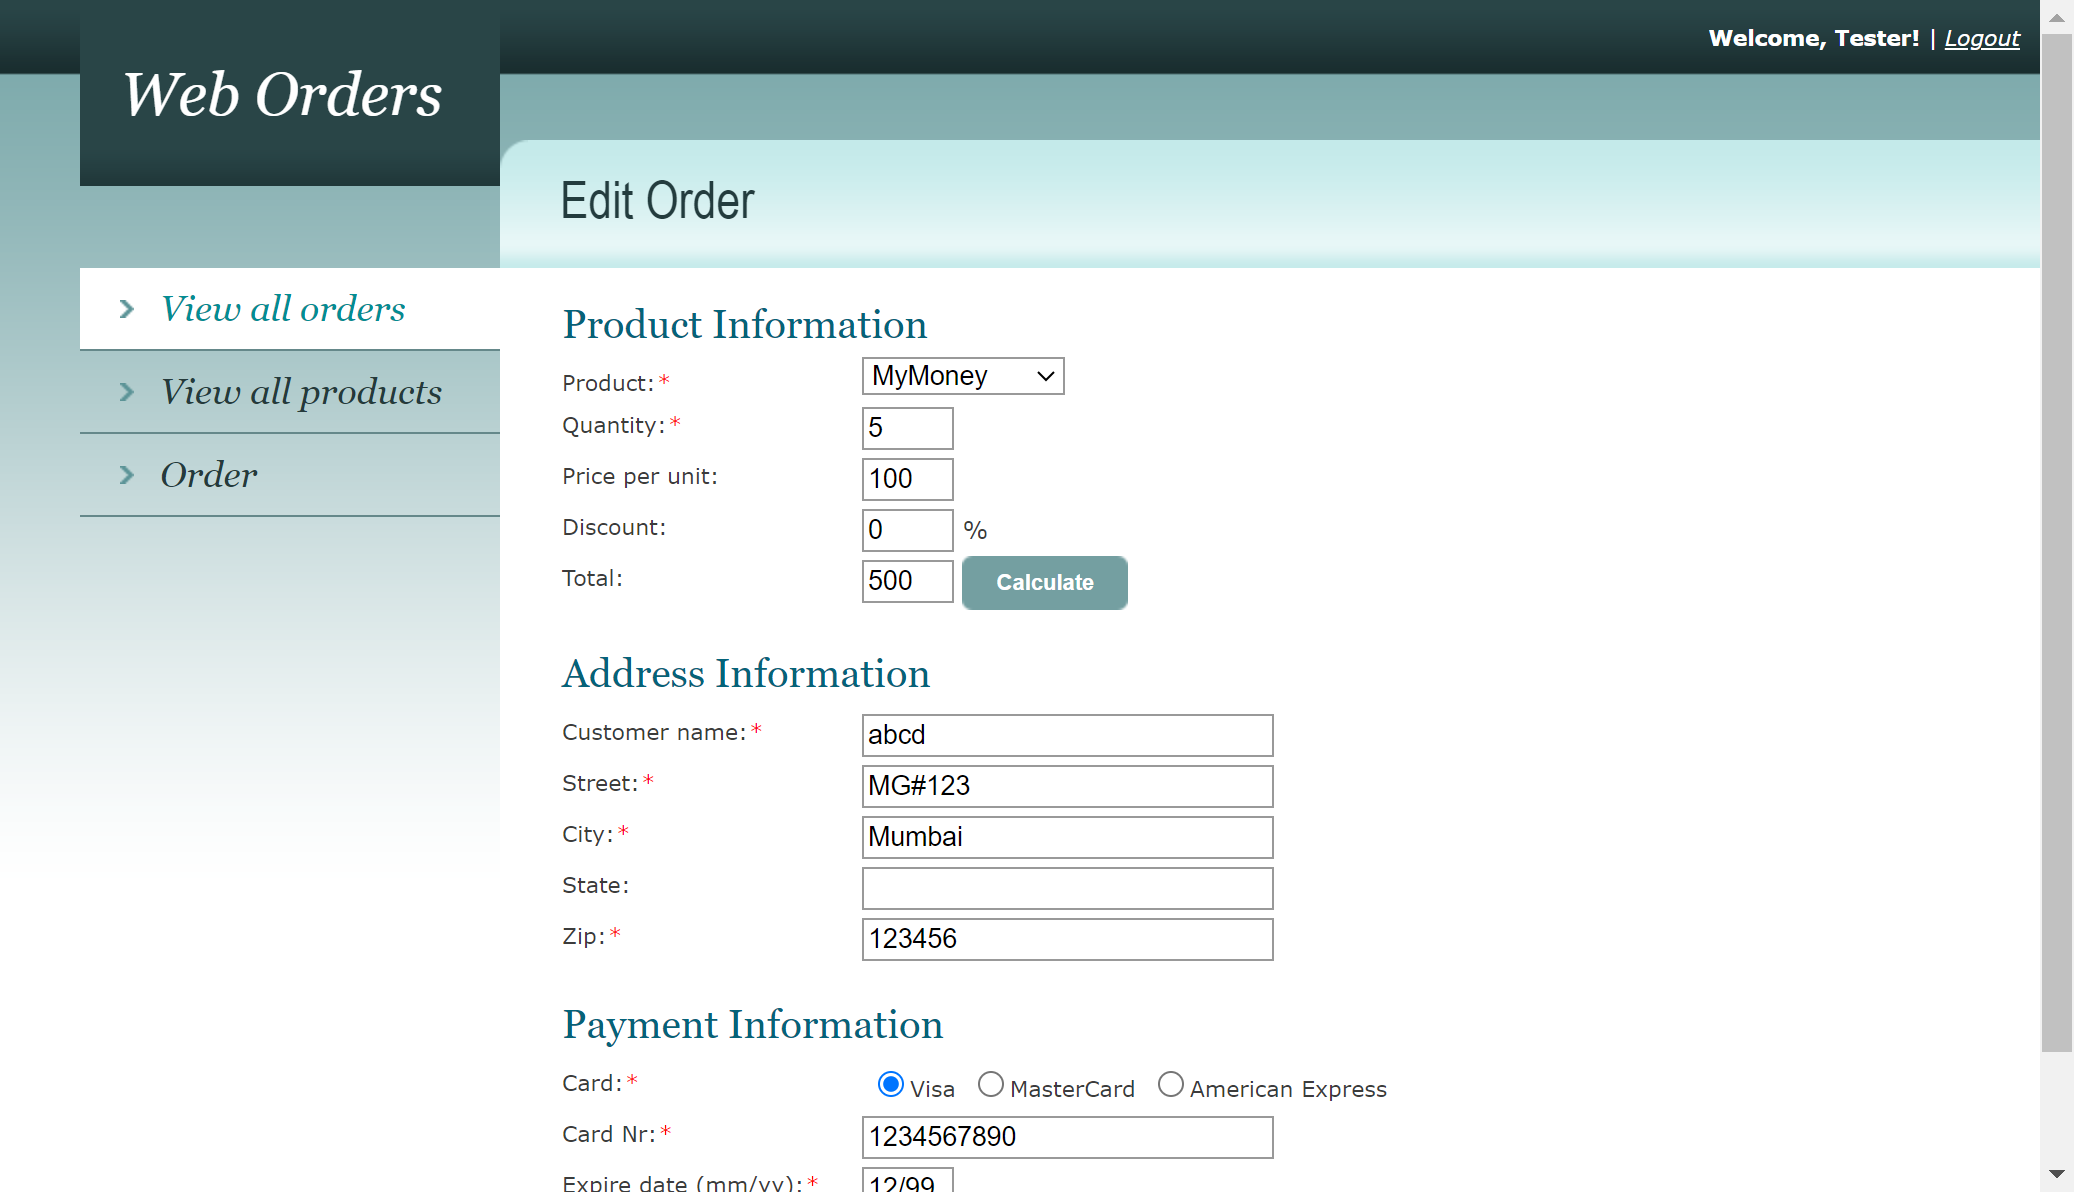 Welcome, Tester! | Logout
Web Orders
Edit Order
View all orders
View all products
Order
Product Information
Product:* MyMoney
Quantity:* 5
Price per unit: 100
Discount: 0 %
Total: 500 Calculate
Address Information
Customer name:* abcd
Street:* MG#123
City:* Mumbai
State:
Zip:* 123456
Payment Information
Card:* Visa MasterCard American Express
Card Nr:* 1234567890
Expire date (mm/yy):* 12/99